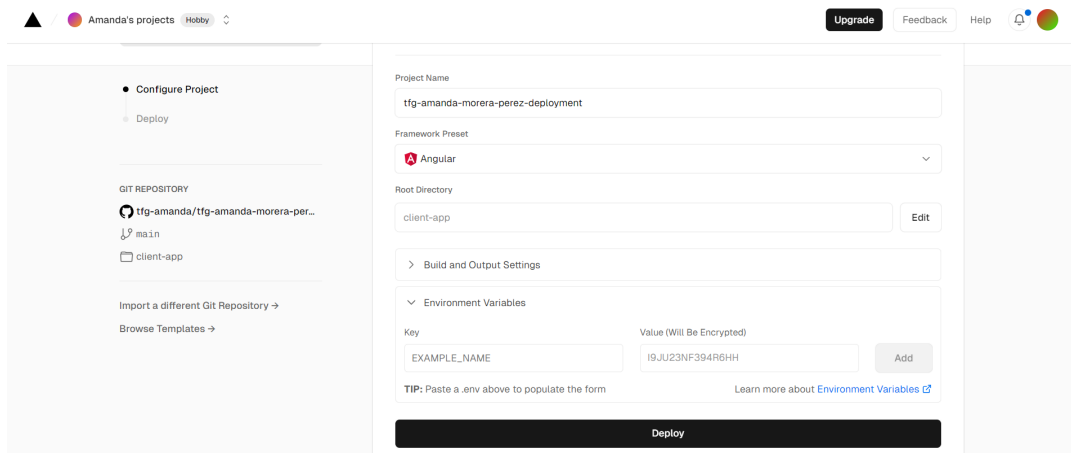 Amanda's projects Hobby
Upgrade
Feedback
Help
Configure Project
Deploy
GIT REPOSITORY
tfg-amanda/tfg-amanda-morera-per...
main
client-app
Import a different Git Repository →
Browse Templates →
Project Name
tfg-amanda-morera-perez-deployment
Framework Preset
Angular
Root Directory
client-app
Edit
Build and Output Settings
Environment Variables
Key
Value (Will Be Encrypted)
EXAMPLE_NAME
I9JU23NF394R6HH
Add
TIP: Paste a .env above to populate the form
Learn more about Environment Variables
Deploy